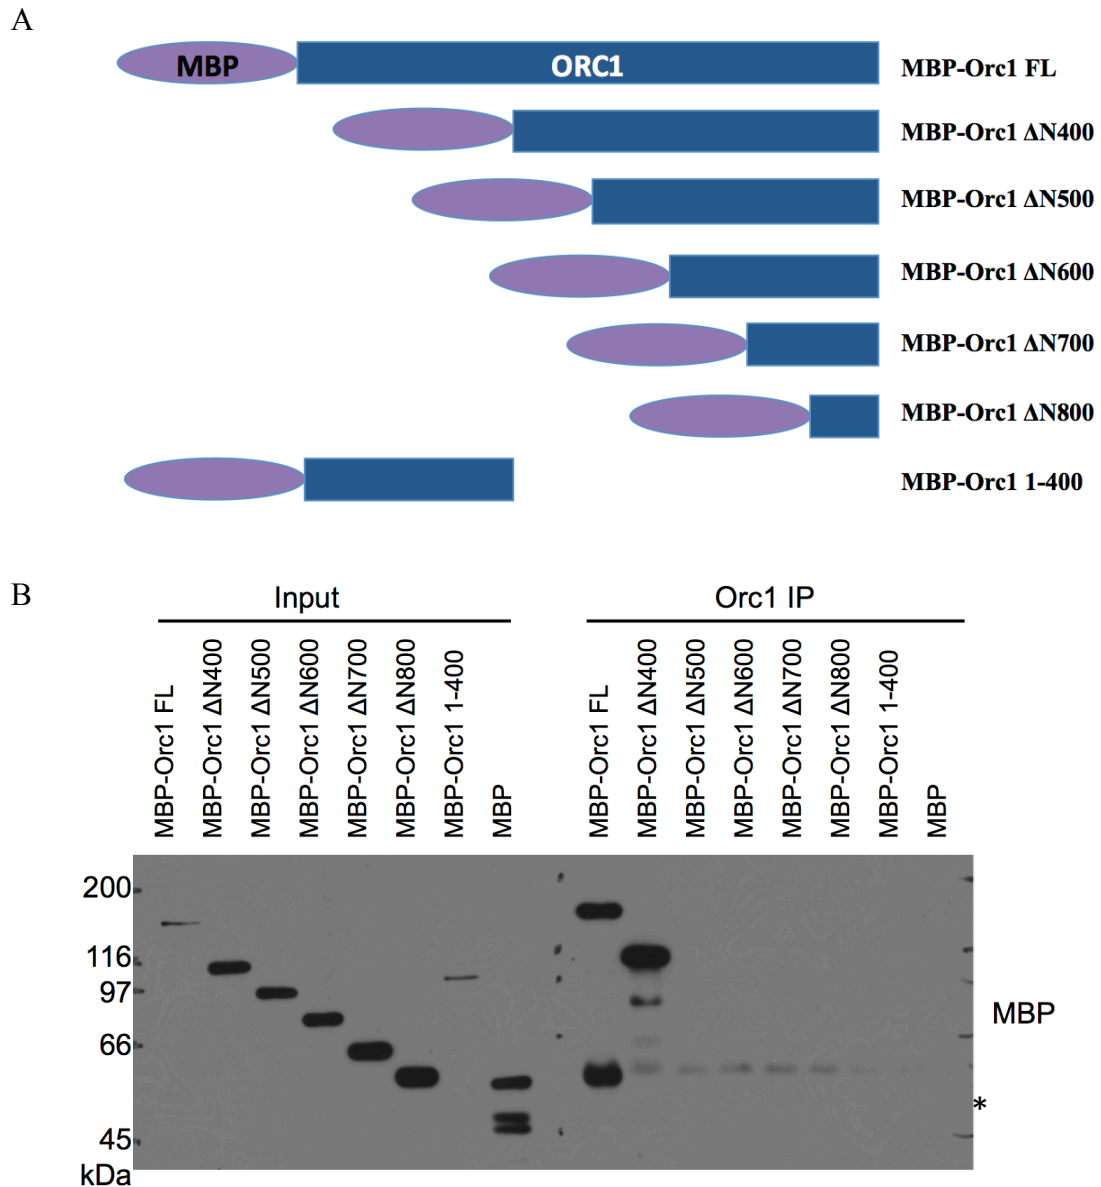 A
MBP
ORC1
MBP-Orc1 FL
MBP-Orc1 ΔN400
MBP-Orc1 ΔN500
MBP-Orc1 ΔN600
MBP-Orc1 ΔN700
MBP-Orc1 ΔN800
MBP-Orc1 1-400
B
Input
Orc1 IP
MBP-Orc1 FL
MBP-Orc1 ΔN400
MBP-Orc1 ΔN500
MBP-Orc1 ΔN600
MBP-Orc1 ΔN700
MBP-Orc1 ΔN800
MBP-Orc1 1-400
MBP
MBP-Orc1 FL
MBP-Orc1 ΔN400
MBP-Orc1 ΔN500
MBP-Orc1 ΔN600
MBP-Orc1 ΔN700
MBP-Orc1 ΔN800
MBP-Orc1 1-400
MBP
200
116
97
66
45
kDa
MBP
*